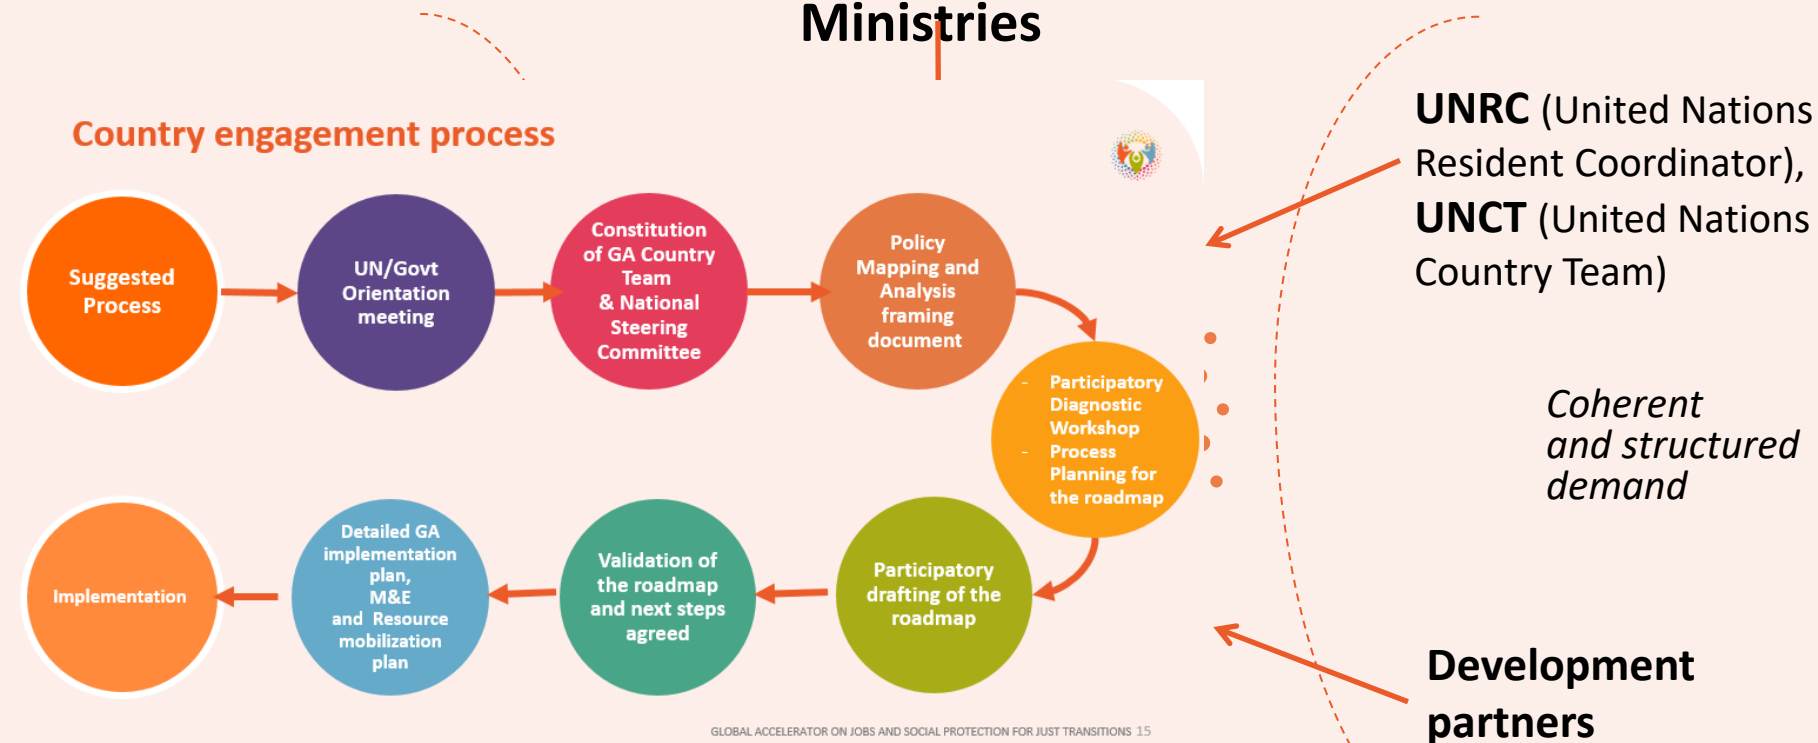 Ministries
Country engagement process
Suggested
Process
UN/Govt
Orientation
meeting
Constitution
of GA Country
Team
& National
Steering
Committee
Policy
Mapping and
Analysis
framing
document
- Participatory
Diagnostic
Workshop
- Process
Planning for
the roadmap
Participatory
drafting of the
roadmap
Validation of
the roadmap
and next steps
agreed
Detailed GA
implementation
plan,
M&E
and Resource
mobilization
plan
Implementation
GLOBAL ACCELERATOR ON JOBS AND SOCIAL PROTECTION FOR JUST TRANSITIONS 15
UNRC (United Nations
Resident Coordinator),
UNCT (United Nations
Country Team)
Coherent
and structured
demand
Development
partners